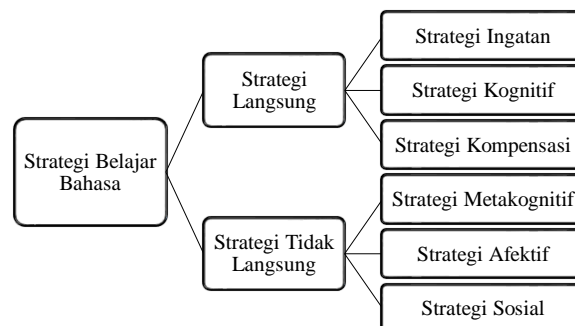 Strategi Belajar
Bahasa
Strategi
Langsung
Strategi Ingatan
Strategi Kognitif
Strategi Kompensasi
Strategi Tidak
Langsung
Strategi Metakognitif
Strategi Afektif
Strategi Sosial